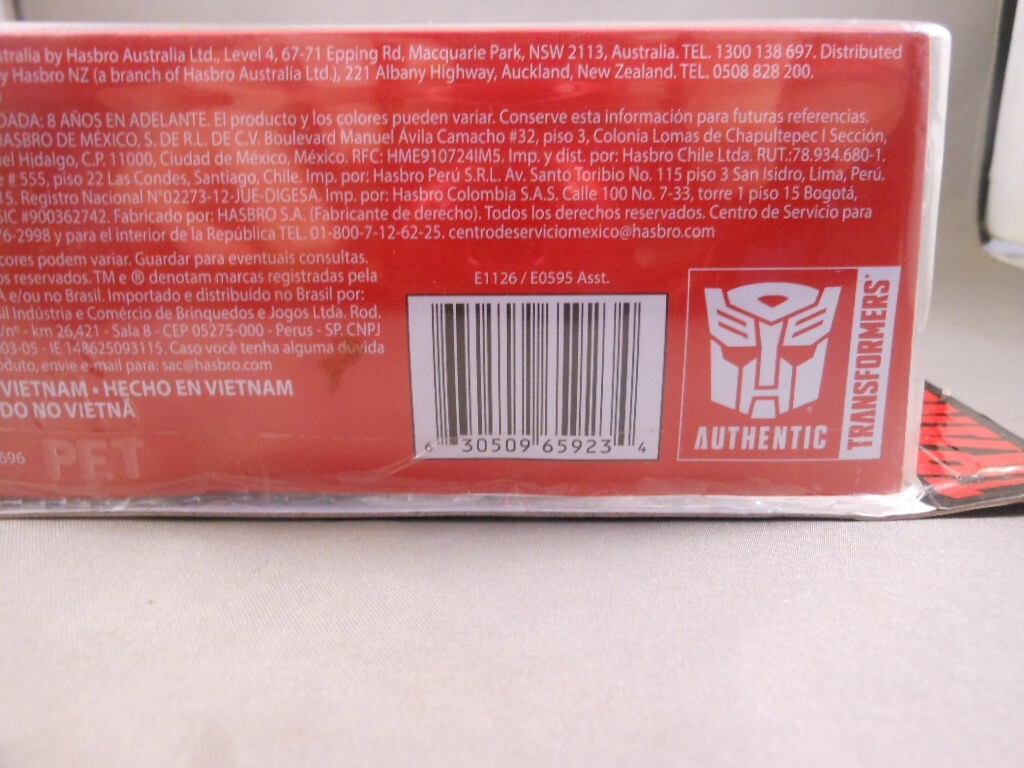 by Hasbro Australia Ltd., Level 4, 67-71 Epping Rd, Macquarie Park, NSW 2113, Australia. TEL. 1300 138 697. Distributed
Hasbro NZ (a branch of Hasbro Australia Ltd.), 221 Albany Highway, Auckland, New Zealand. TEL. 0508 828 200.
8 AÑOS EN ADELANTE. El producto y los colores pueden variar. Conserve esta información para futuras referencias.
HASBRO DE MÉXICO, S. DE R.L. DE C.V. Boulevard Manuel Ávila Camacho #32, piso 3, Colonia Lomas de Chapultepec I Sección,
Hidalgo, C.P. 11000, Ciudad de México, México. RFC: HME910724IM5. Imp. y dist. por: Hasbro Chile Ltda. RUT.:78.934.680-1.
# 555, piso 22 Las Condes, Santiago, Chile. Imp. por: Hasbro Perú S.R.L. Av. Santo Toribio No. 115 piso 3 San Isidro, Lima, Perú.
Registro Nacional N°02273-12-JUE-DIGESA. Imp. por: Hasbro Colombia S.A.S. Calle 100 No. 7-33, torre 1 piso 15 Bogotá,
#900362742. Fabricado por: HASBRO S.A. (Fabricante de derecho). Todos los derechos reservados. Centro de Servicio para
6-2998 y para el interior de la República TEL. 01-800-7-12-62-25. centrodeserviciomexico@hasbro.com
cores podem variar. Guardar para eventuais consultas.
os reservados.TM e ® denotam marcas registradas pela
A e/ou no Brasil. Importado e distribuído no Brasil por:
Indústria e Comércio de Brinquedos e Jogos Ltda. Rod.
/nº - km 26,421 - Sala 8 - CEP 05275-000 - Perus - SP. CNPJ
03-05 - IE 148625093115. Caso você tenha alguma dúvida
envie e-mail para: sac@hasbro.com
VIETNAM • HECHO EN VIETNAM
DO NO VIETNÃ
696
PET
E1126 / E0595 Asst.
6 30509 65923 4
AUTHENTIC
TRANSFORMERS